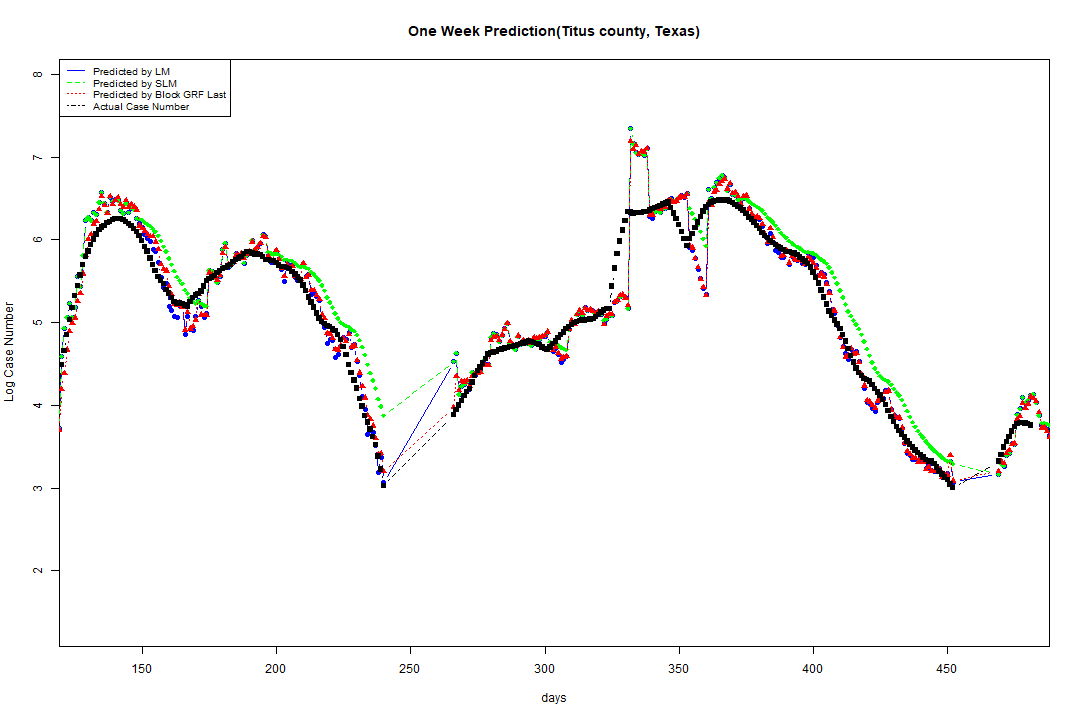 One Week Prediction(Titus county, Texas)
Predicted by LM
Predicted by SLM
Predicted by Block GRF Last
Actual Case Number
Log Case Number
8
7
6
5
4
3
2
150 200 250 300 350 400 450
days